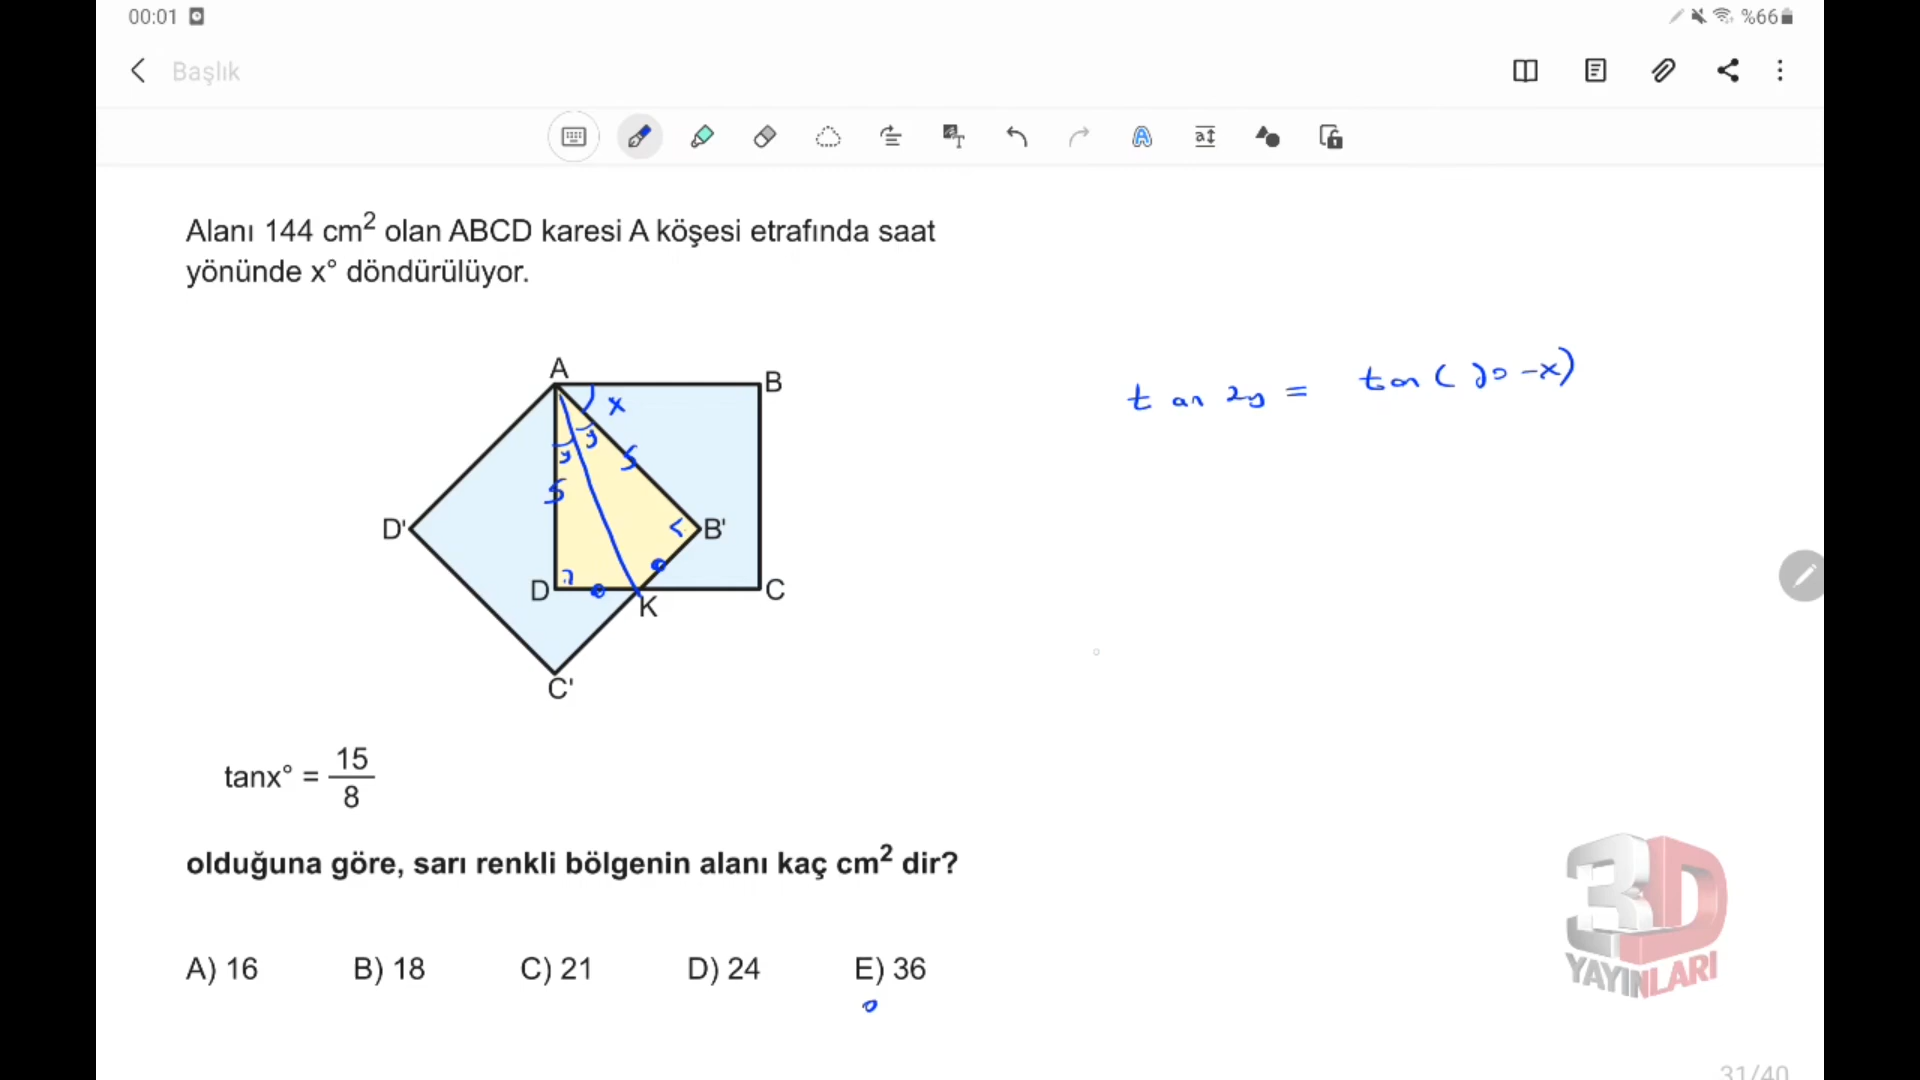 00:01
%66
Başlık
Alanı 144 cm² olan ABCD karesi A köşesi etrafında saat
yönünde x° döndürülüyor.
A
B
x
y
y
5
5
D'
B'
D
C
K
C'
tan 2y = tan(90-x)
tanx° = 15/8
olduğuna göre, sarı renkli bölgenin alanı kaç cm² dir?
A) 16 B) 18 C) 21 D) 24 E) 36
3D
YAYINLARI
31/40